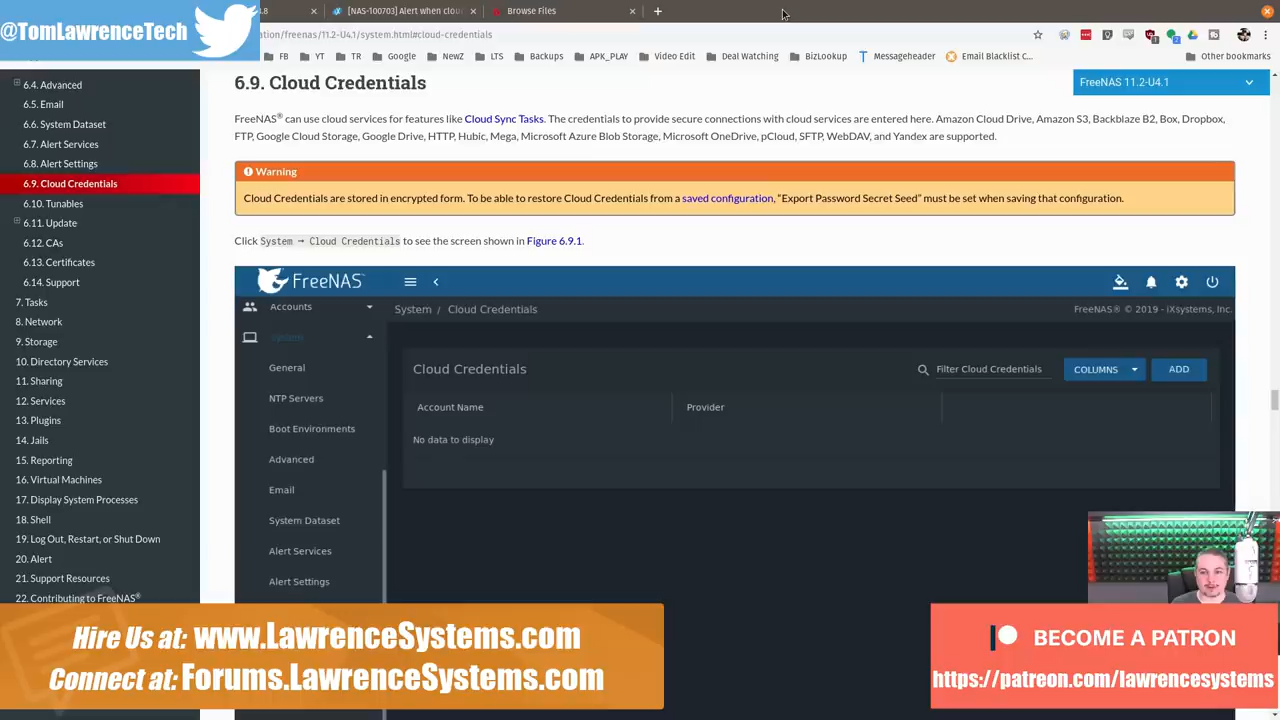 @TomLawrenceTech
8.8
[NAS-100703] Alert when clou
Browse Files
ntion/freenas/11.2-U4.1/system.html#cloud-credentials
FB
YT
TR
Google
NewZ
LTS
Backups
APK_PLAY
Video Edit
Deal Watching
BizLookup
Messageheader
Email Blacklist C...
Other bookmarks
6.4. Advanced
6.5. Email
6.6. System Dataset
6.7. Alert Services
6.8. Alert Settings
6.9. Cloud Credentials
6.10. Tunables
6.11. Update
6.12. CAs
6.13. Certificates
6.14. Support
7. Tasks
8. Network
9. Storage
10. Directory Services
11. Sharing
12. Services
13. Plugins
14. Jails
15. Reporting
16. Virtual Machines
17. Display System Processes
18. Shell
19. Log Out, Restart, or Shut Down
20. Alert
21. Support Resources
22. Contributing to FreeNAS®
6.9. Cloud Credentials
FreeNAS 11.2-U4.1
FreeNAS® can use cloud services for features like Cloud Sync Tasks. The credentials to provide secure connections with cloud services are entered here. Amazon Cloud Drive, Amazon S3, Backblaze B2, Box, Dropbox,
FTP, Google Cloud Storage, Google Drive, HTTP, Hubic, Mega, Microsoft Azure Blob Storage, Microsoft OneDrive, pCloud, SFTP, WebDAV, and Yandex are supported.
Warning
Cloud Credentials are stored in encrypted form. To be able to restore Cloud Credentials from a saved configuration, “Export Password Secret Seed” must be set when saving that configuration.
Click System → Cloud Credentials to see the screen shown in Figure 6.9.1.
FreeNAS
Accounts
System / Cloud Credentials
FreeNAS® © 2019 - iXsystems, Inc.
System
General
NTP Servers
Boot Environments
Advanced
Email
System Dataset
Alert Services
Alert Settings
Cloud Credentials
Filter Cloud Credentials
COLUMNS
ADD
Account Name
Provider
No data to display
Hire Us at: www.LawrenceSystems.com
Connect at: Forums.LawrenceSystems.com
BECOME A PATRON
https://patreon.com/lawrencesystems